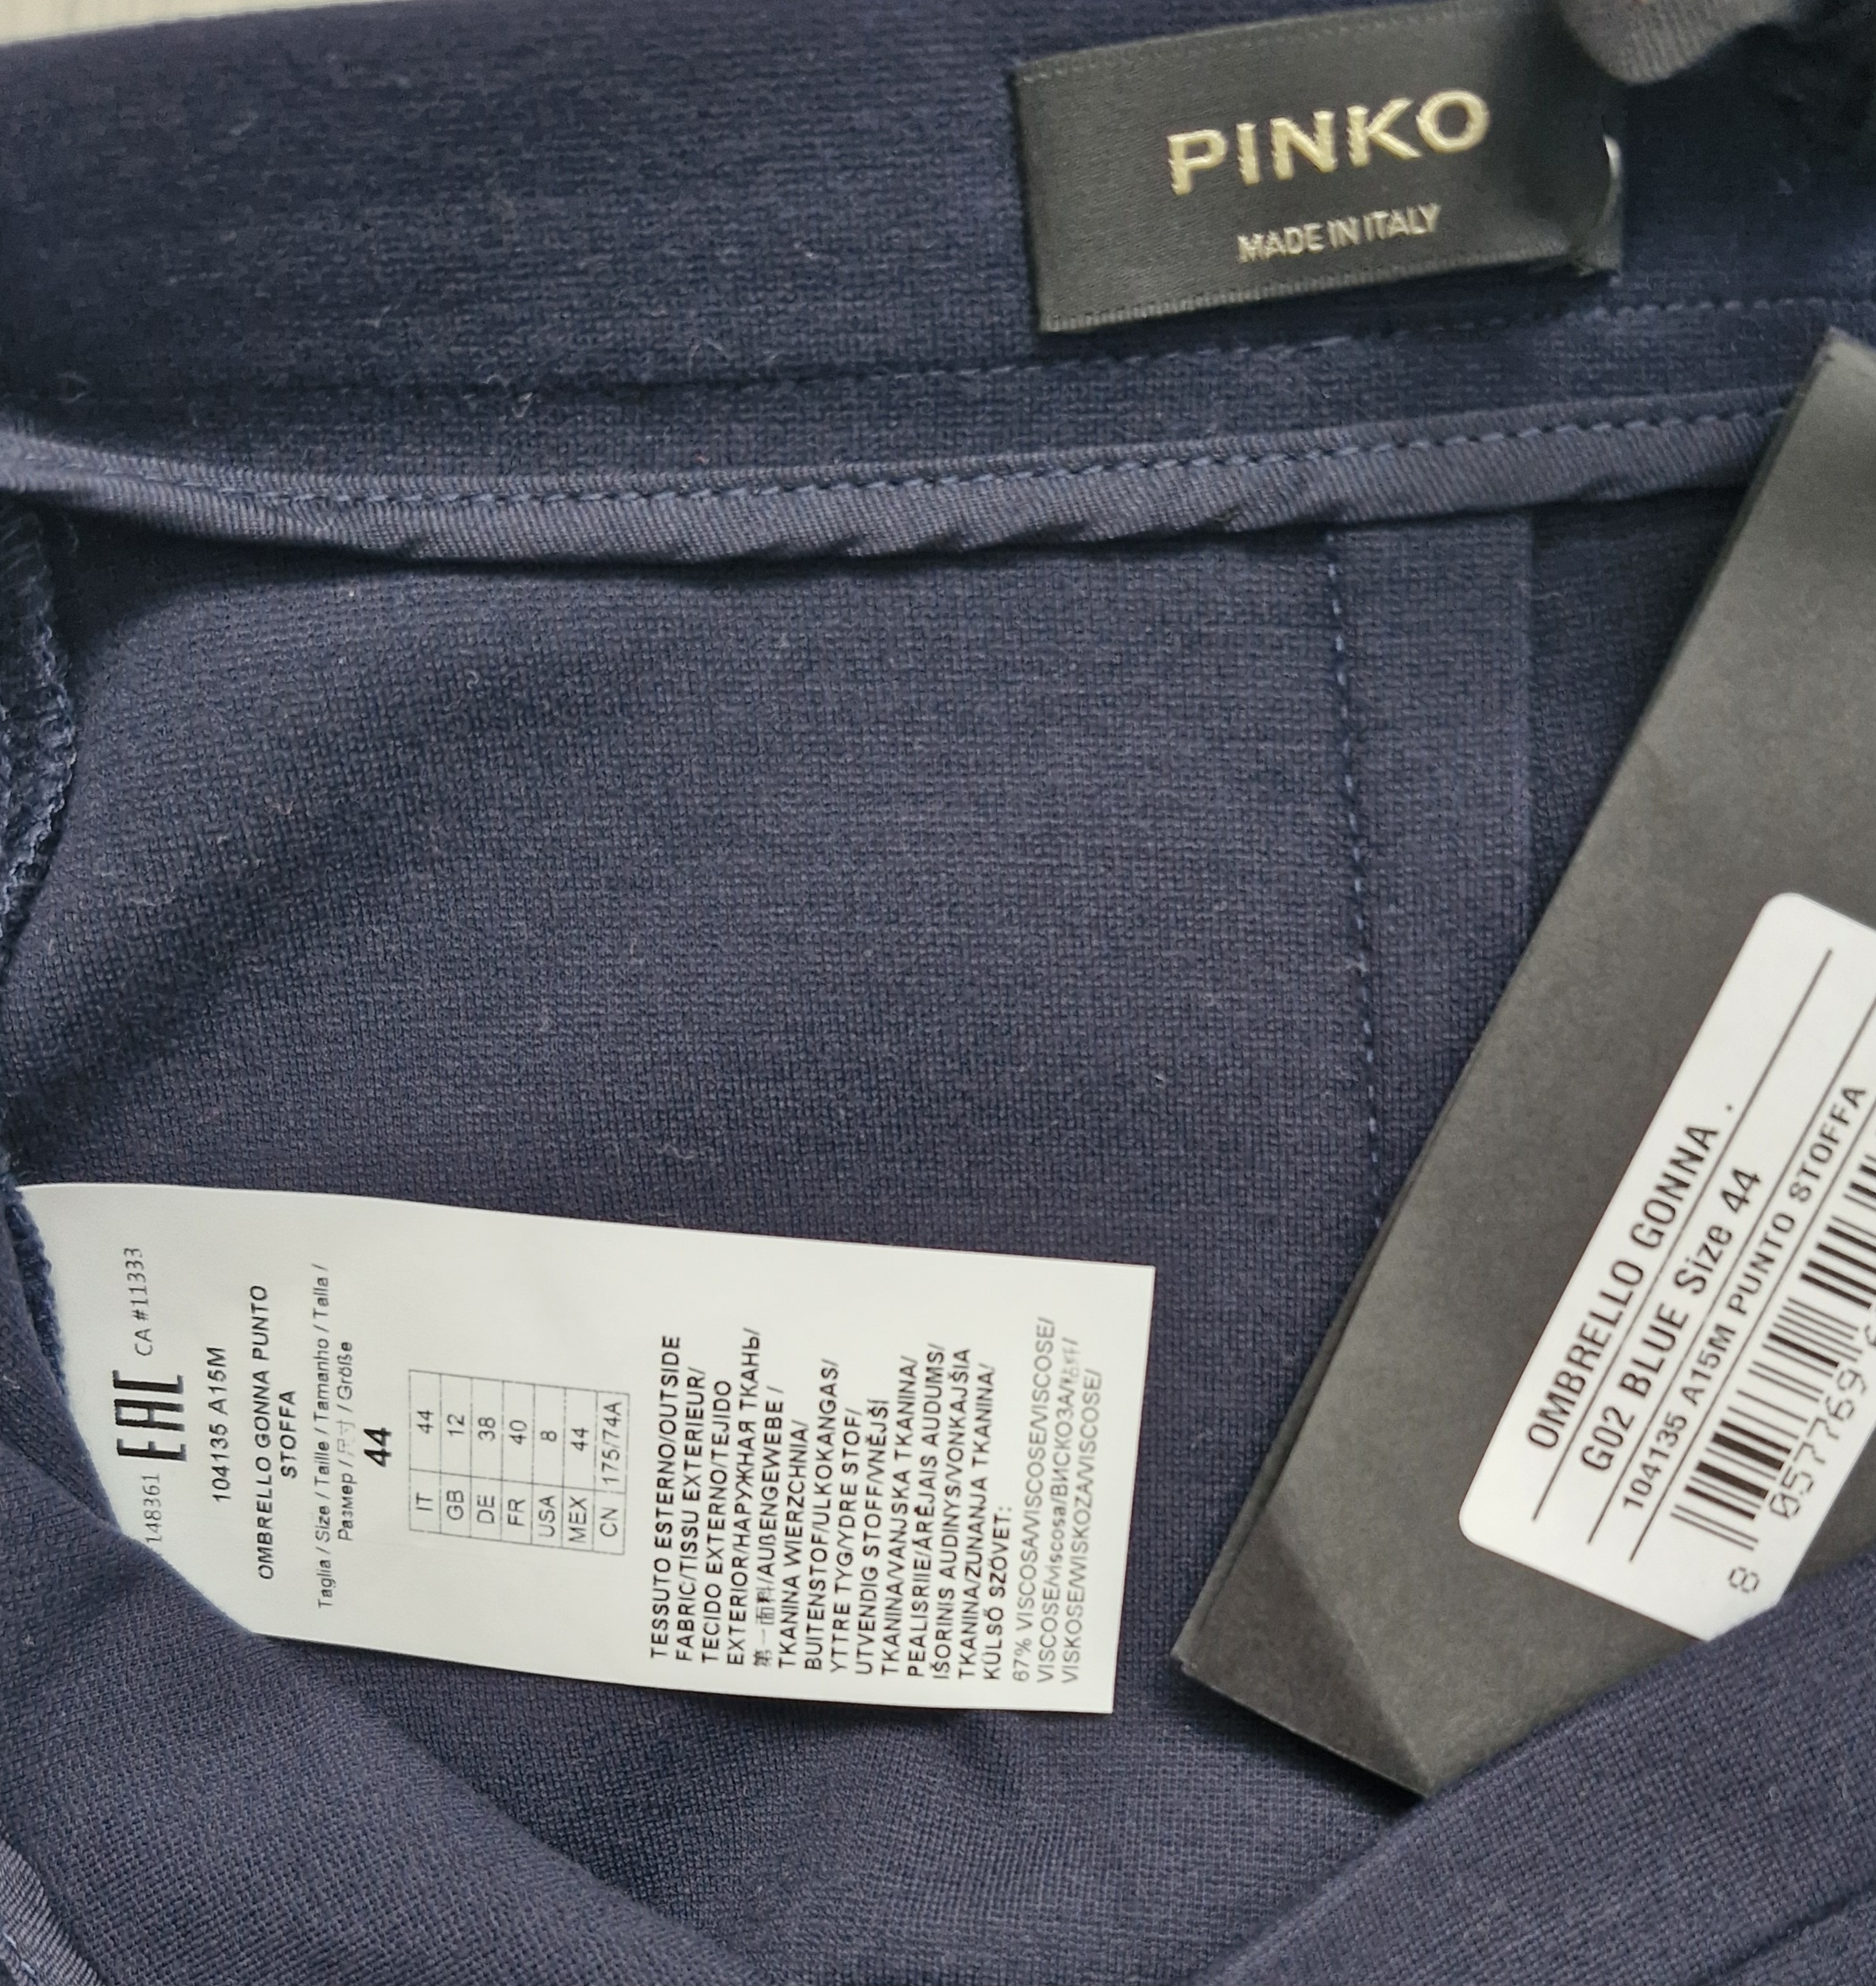 PINKO
MADE IN ITALY
148361 EAC CA #11333
104135 A15M
OMBRELLO GONNA PUNTO
STOFFA
Taglia / Size / Taille / Tamanho / Talla /
Размер / 尺寸 / Größe
44
IT 44
GB 12
DE 38
FR 40
USA 8
MEX 44
CN 175/74A
TESSUTO ESTERNO/OUTSIDE
FABRIC/TISSU EXTERIEUR/
TECIDO EXTERNO/TEJIDO
EXTERIOR/НАРУЖНАЯ ТКАНЬ/
第一面料/AUßENGEWEBE /
TKANINA WIERZCHNIA/
BUITENSTOF/ULKOKANGAS/
YTTRE TYG/YDRE STOF/
UTVENDIG STOFF/VNĚJŠÍ
TKANINA/VANJSKA TKANINA/
PEALISRIIE/ĀRĒJAIS AUDUMS/
IŠORINIS AUDINYS/VONKAJŠIA
TKANINA/ZUNANJA TKANINA/
KÜLSŐ SZÖVET:
67% VISCOSA/VISCOSE/VISCOSE/
VISCOSE/Viscosa/ВИСКОЗА/
VISKOSE/WISKOZA/VISCOSE/
OMBRELLO GONNA .
G02 BLUE Size 44
104135 A15M PUNTO STOFFA
8 057769